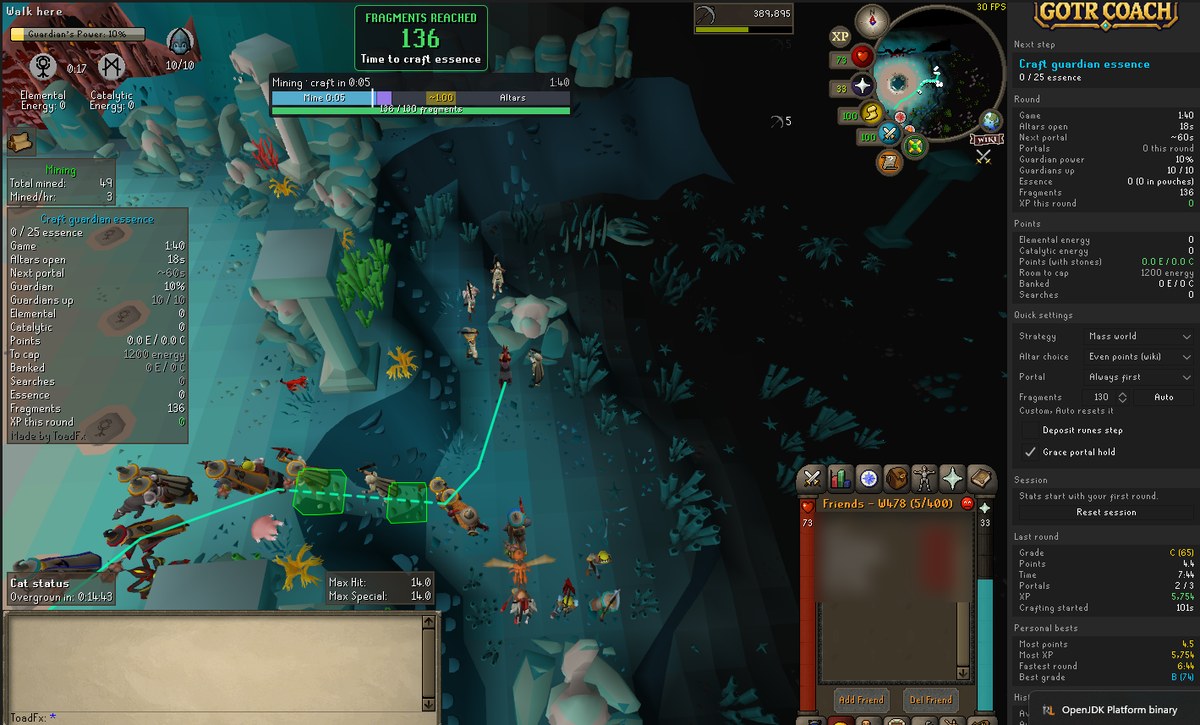 Walk here
Guardian's Power: 10%
0:17
10/10
Elemental
Energy: 0
Catalytic
Energy: 0
Mining
Total mined: 49
Mined/hr: 3
Craft guardian essence
0 / 25 essence
Game 1:40
Altars open 18s
Next portal ~60s
Guardian 10%
Guardians up 10 / 10
Elemental 0
Catalytic 0
Points 0.0 E / 0.0 C
To cap 1200 energy
Banked 0 E / 0 C
Searches 0
Essence 0
Fragments 136
XP this round 0
Made by ToadFx
FRAGMENTS REACHED
136
Time to craft essence
Mining: craft in 0:05 1:40
Mine 0:05 ~1:00 Altars
136 / 130 fragments
389,895
5
30 FPS
XP
73
33
100
100
WIKI
Cat status
Overgrown in: 0:14:43
Max Hit: 14.0
Max Special: 14.0
ToadFx: *
Friends - W478 (5/400)
73
33
Add Friend
Del Friend
GOTR COACH
Next step
Craft guardian essence
0 / 25 essence
Round
Game 1:40
Altars open 18s
Next portal ~60s
Portals 0 this round
Guardian power 10%
Guardians up 10 / 10
Essence 0 (0 in pouches)
Fragments 136
XP this round 0
Points
Elemental energy 0
Catalytic energy 0
Points (with stones) 0.0 E / 0.0 C
Room to cap 1200 energy
Banked 0 E / 0 C
Searches 0
Quick settings
Strategy Mass world
Altar choice Even points (wiki)
Portal Always first
Fragments 130 Auto
Custom. Auto resets it
Deposit runes step
Grace portal hold
Session
Stats start with your first round.
Reset session
Last round
Grade C (65)
Points 4.4
Time 7:44
Portals 2 / 3
XP 5,754
Crafting started 101s
Personal bests
Most points 4.5
Most XP 5,754
Fastest round 6:44
Best grade B (74)
OpenJDK Platform binary